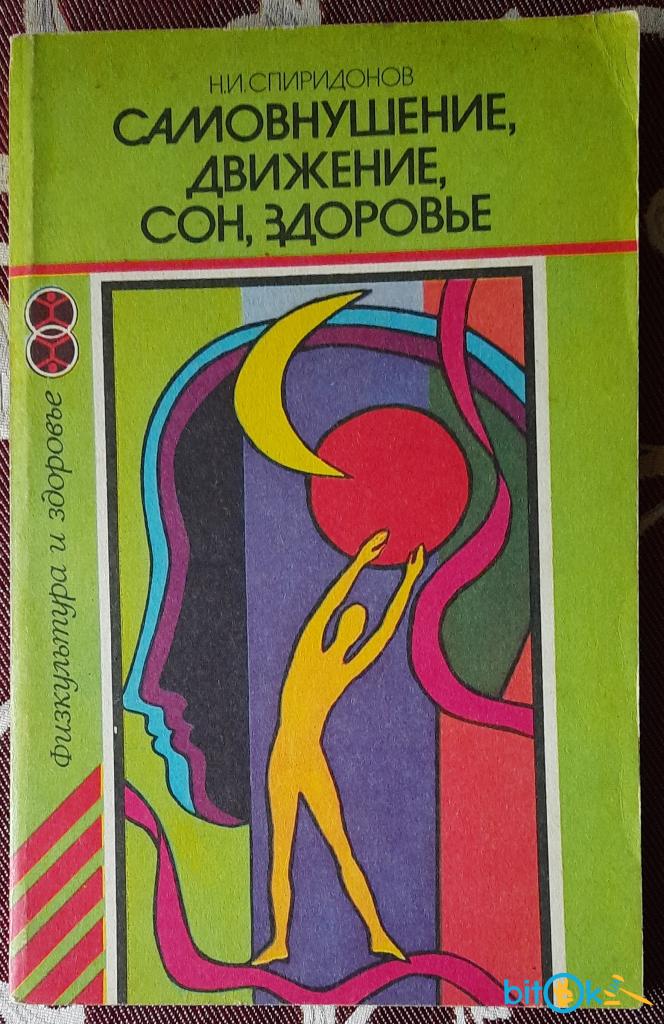 Н.И.СПИРИДОНОВ
САМОВНУШЕНИЕ,
ДВИЖЕНИЕ,
СОН, ЗДОРОВЬЕ
Физкультура и здоровье
bitOk